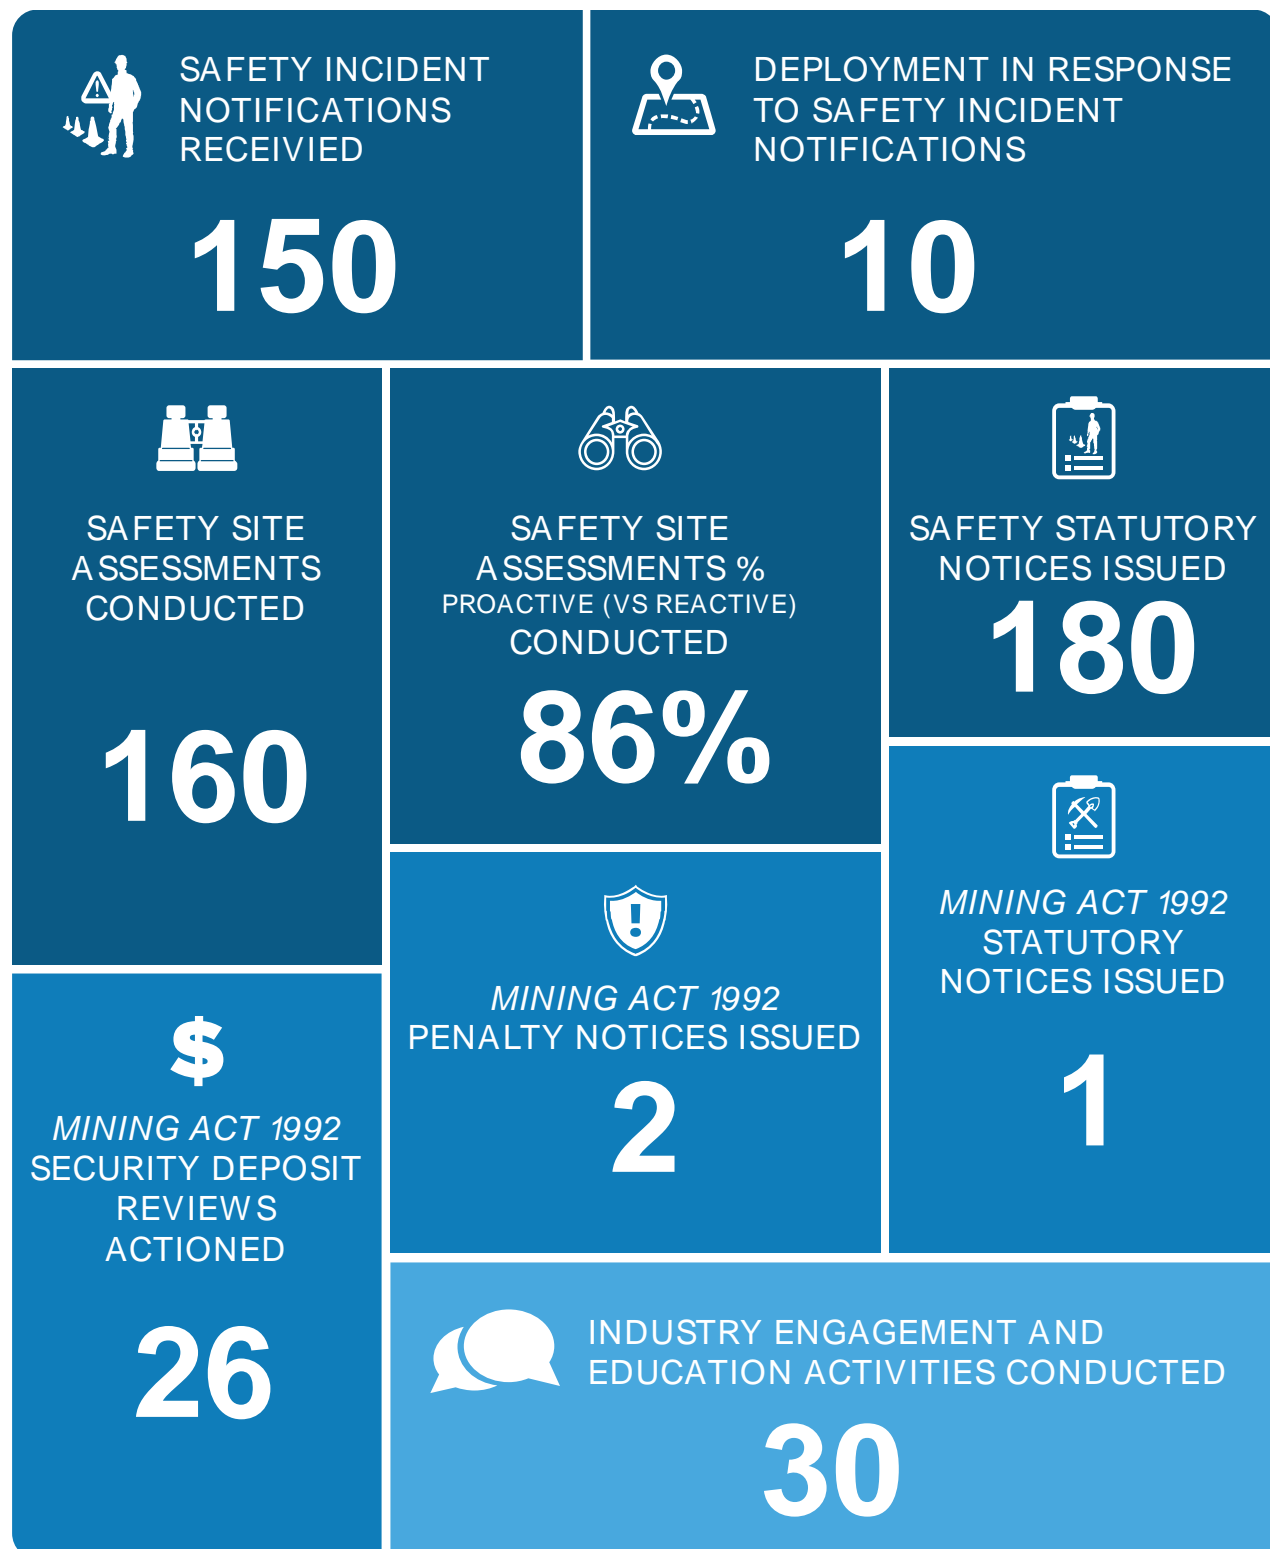 SAFETY INCIDENT
NOTIFICATIONS
RECEIVIED
150
DEPLOYMENT IN RESPONSE
TO SAFETY INCIDENT
NOTIFICATIONS
10
SAFETY SITE
ASSESSMENTS
CONDUCTED
160
SAFETY SITE
ASSESSMENTS %
PROACTIVE (VS REACTIVE)
CONDUCTED
86%
SAFETY STATUTORY
NOTICES ISSUED
180
MINING ACT 1992
STATUTORY
NOTICES ISSUED
1
MINING ACT 1992
PENALTY NOTICES ISSUED
2
MINING ACT 1992
SECURITY DEPOSIT
REVIEWS
ACTIONED
26
INDUSTRY ENGAGEMENT AND
EDUCATION ACTIVITIES CONDUCTED
30